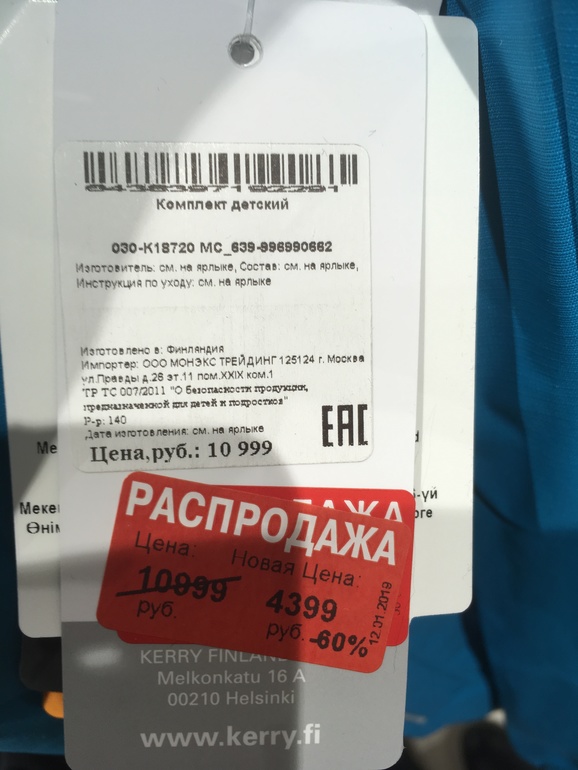 Комплект детский
030-K18720 MC_639-996990662
Изготовитель: см. на ярлыке, Состав: см. на ярлыке,
Инструкция по уходу: см. на ярлыке
Изготовлено в: Финляндия
Импортер: ООО МОНЭКС ТРЕЙДИНГ 125124 г. Москва
ул.Правды д.26 эт.11 пом.XXIX ком.1
"ТР ТС 007/2011 "О безопасности продукции,
предназначенной для детей и подростков"
Р-р: 140
Дата изготовления: см. на ярлыке
EAC
Цена,руб.: 10 999
РАСПРОДАЖА
Цена:
Новая Цена:
10999
руб.
4399
руб.
-60%
12.01.2019
KERRY
Melkonkatu 16 A
00210 Helsinki
www.kerry.fi